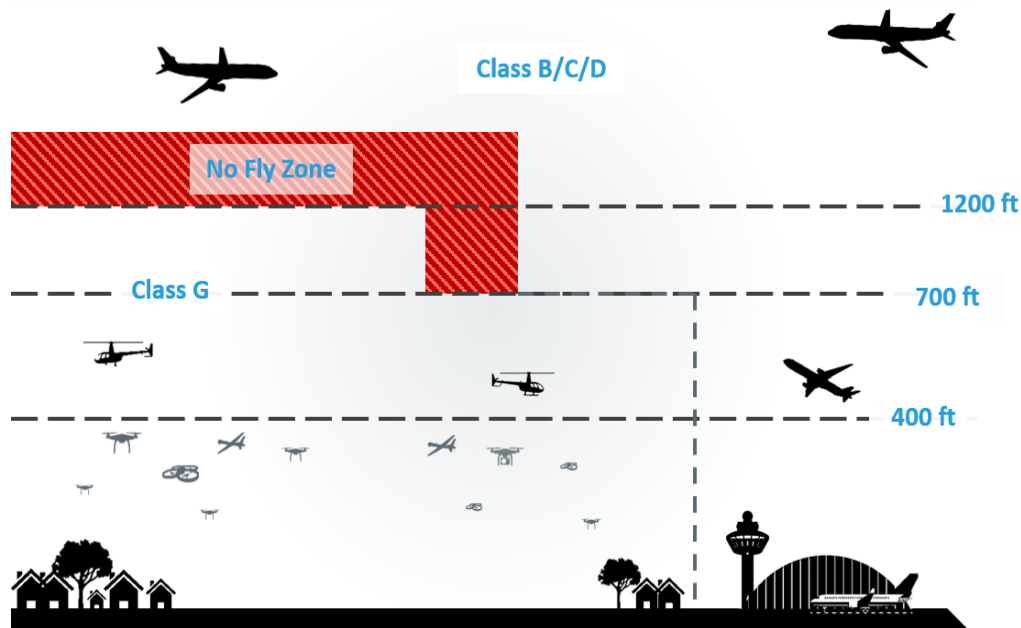 Class B/C/D
No Fly Zone
1200 ft
Class G
700 ft
400 ft